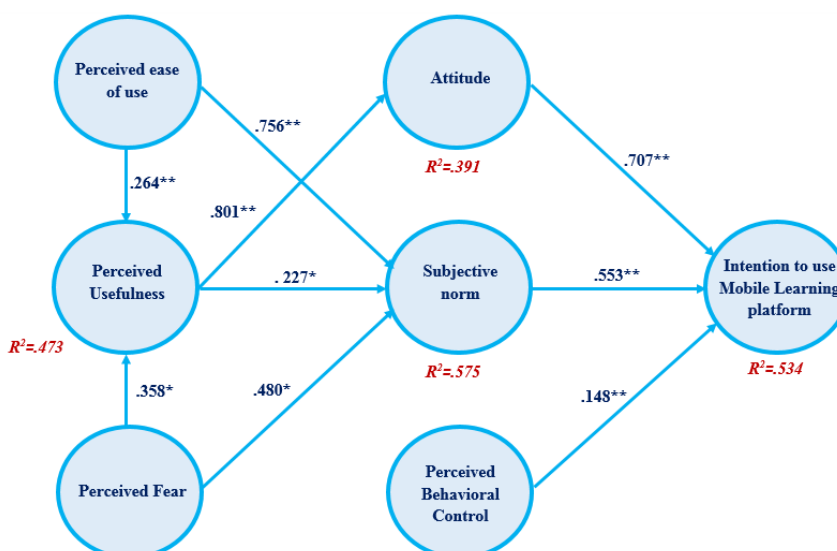 Perceived ease
of use
Attitude
.756**
.707**
R²=.391
.264**
.801**
Perceived
Usefulness
. 227*
Subjective
norm
.553**
Intention to use
Mobile Learning
platform
R²=.473
R²=.575
R²=.534
.358*
.480*
.148**
Perceived Fear
Perceived
Behavioral
Control